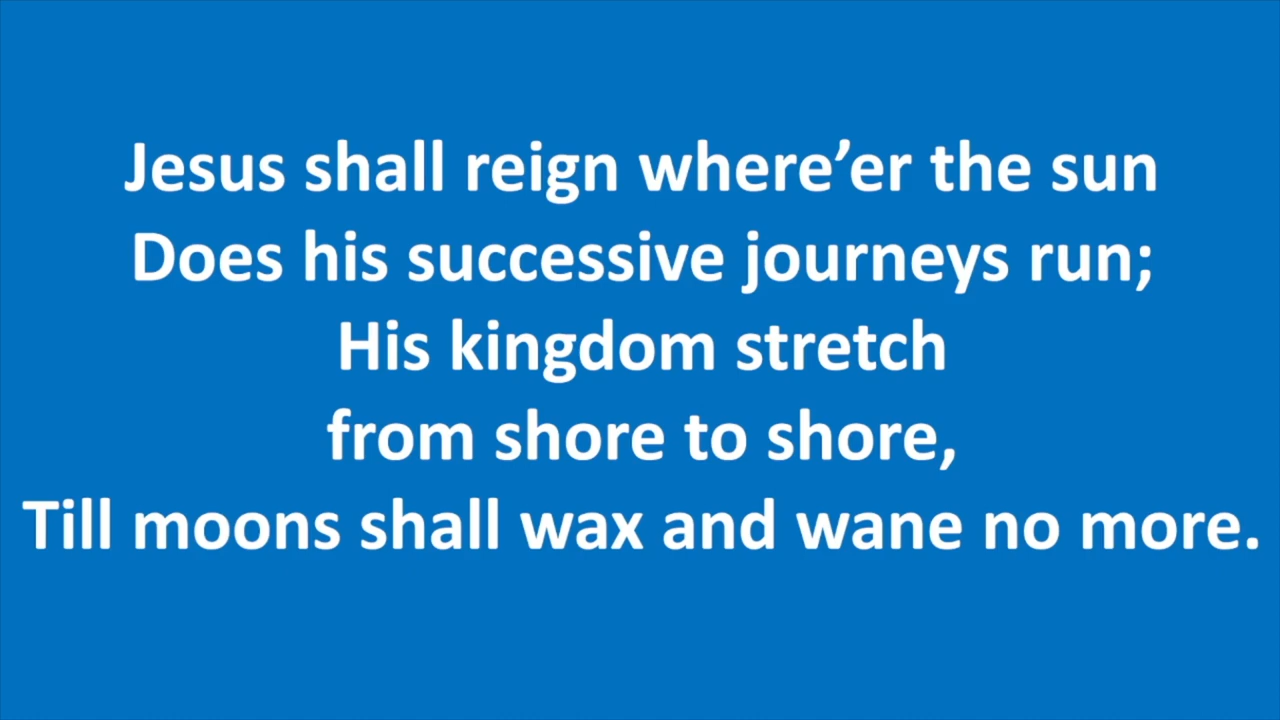 Jesus shall reign where’er the sun
Does his successive journeys run;
His kingdom stretch
from shore to shore,
Till moons shall wax and wane no more.